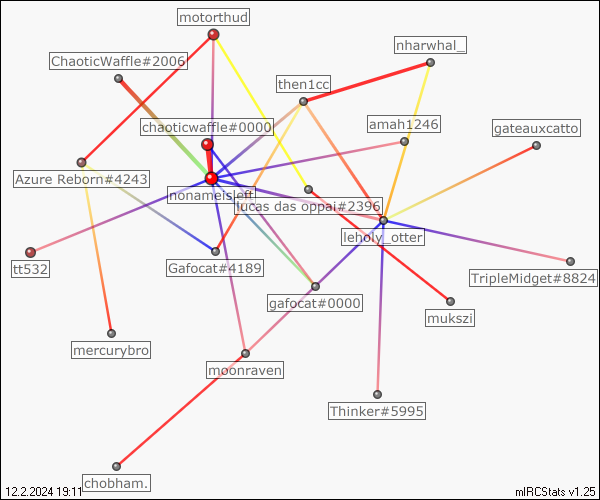 motorthud
nharwhal_
ChaoticWaffle#2006
then1cc
chaoticwaffle#0000
amah1246
gateauxcatto
Azure Reborn#4243
nonameisleft
lucas das oppai#2396
leholy_otter
tt532
Gafocat#4189
TripleMidget#8824
gafocat#0000
mukszi
mercurybro
moonraven
Thinker#5995
chobham.
12.2.2024 19:11
mIRCStats v1.25